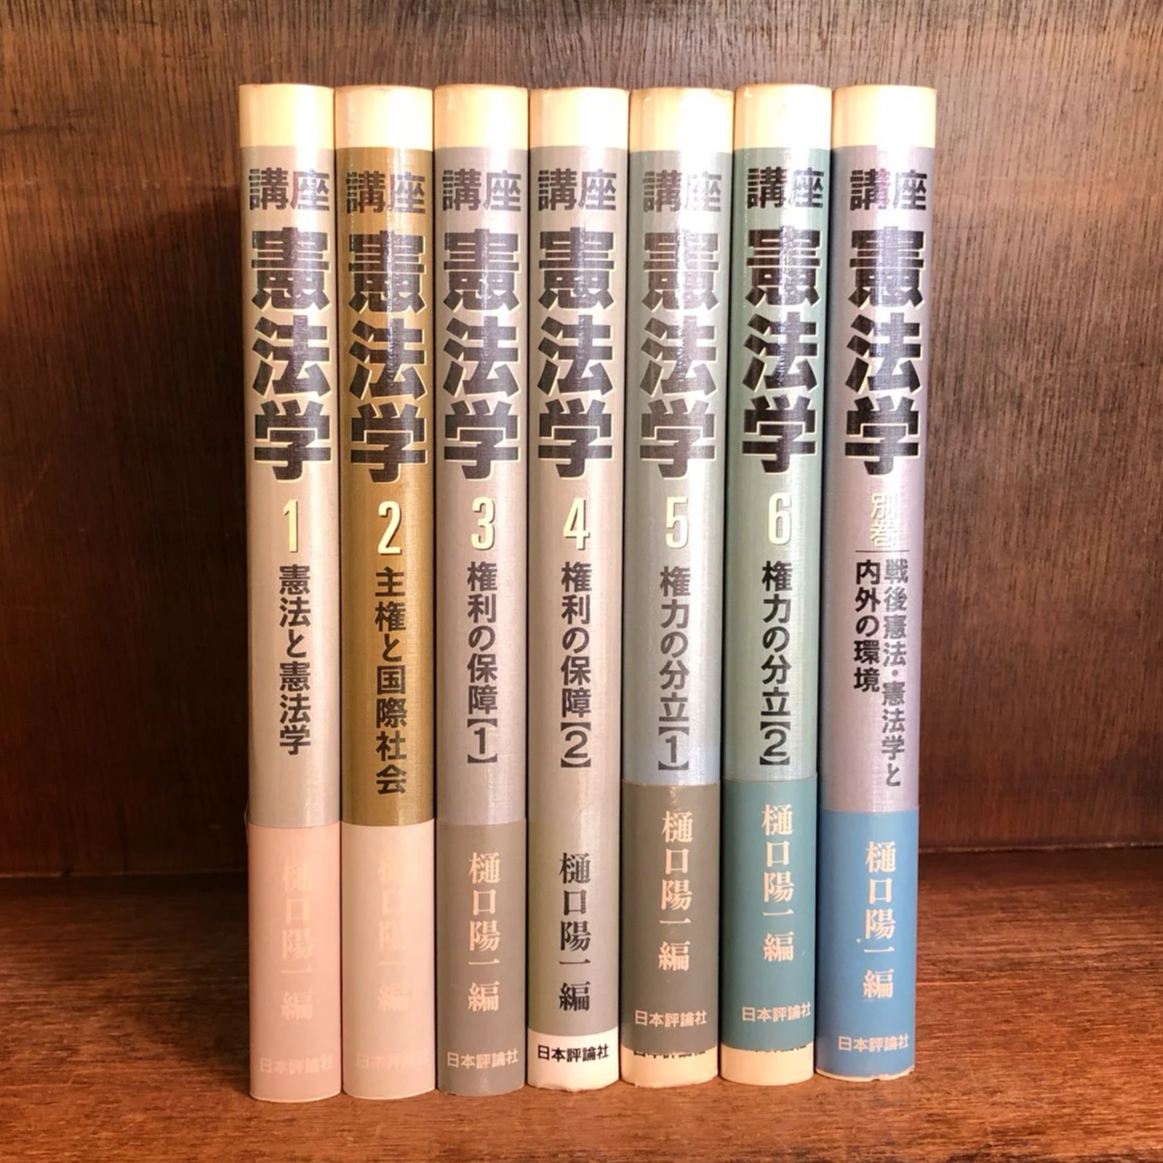 講座
憲法学
1
憲法と憲法学
樋口陽一 編
日本評論社
講座
憲法学
2
主権と国際社会
樋口陽一 編
日本評論社
講座
憲法学
3
権利の保障【1】
樋口陽一 編
日本評論社
講座
憲法学
4
権利の保障【2】
樋口陽一 編
日本評論社
講座
憲法学
5
権力の分立【1】
樋口陽一 編
日本評論社
講座
憲法学
6
権力の分立【2】
樋口陽一 編
日本評論社
講座
憲法学
別巻
戦後憲法・憲法学と
内外の環境
樋口陽一 編
日本評論社